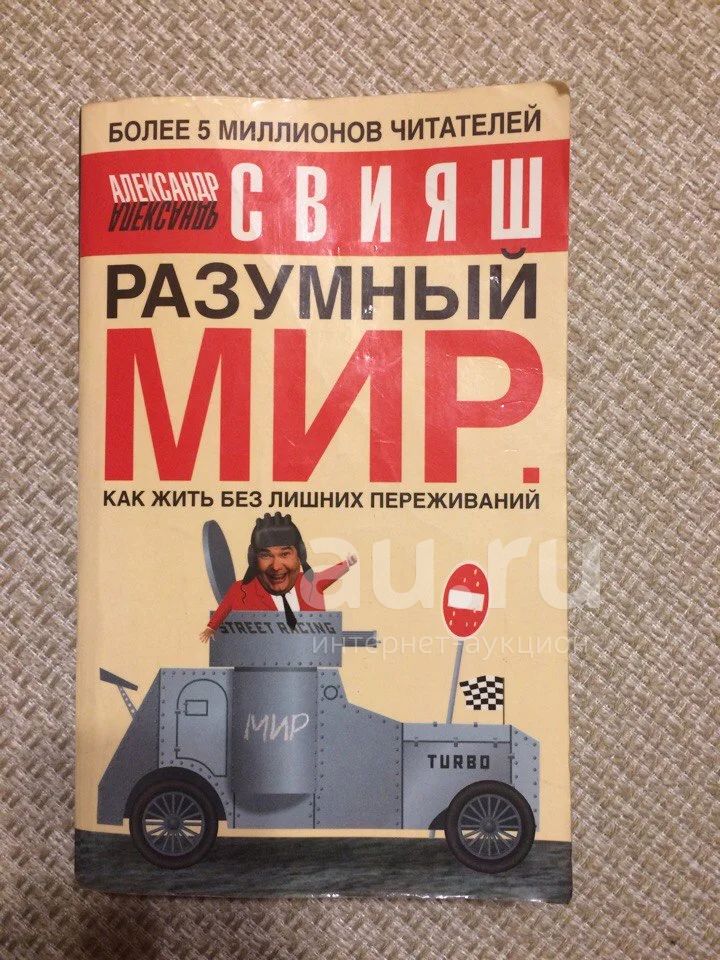 БОЛЕЕ 5 МИЛЛИОНОВ ЧИТАТЕЛЕЙ
АЛЕКСАНДР СВИЯШ
АЛЕКСАНДР
РАЗУМНЫЙ
МИР.
КАК ЖИТЬ БЕЗ ЛИШНИХ ПЕРЕЖИВАНИЙ
au.ru
интернет-аукцион
STREET RACING
МИР
TURBO